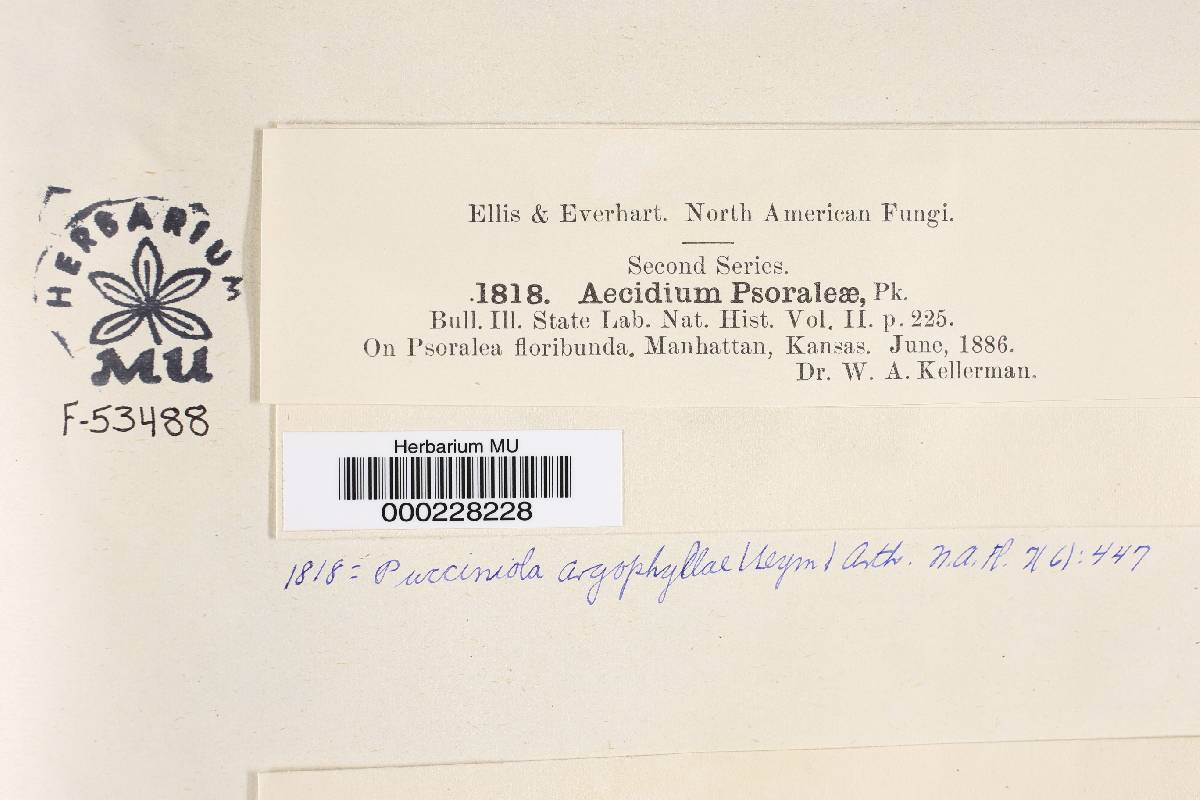 HERBARIUM
MU
F-53488
Ellis & Everhart. North American Fungi.
Second Series.
1818. Aecidium Psoraleæ, Pk.
Bull. Ill. State Lab. Nat. Hist. Vol. II. p. 225.
On Psoralea floribunda. Manhattan, Kansas. June, 1886.
Dr. W. A. Kellerman.
Herbarium MU
000228228
1818 = Pucciniola argophyllae (Seym) Arth. N.A.Fl. 7(6):447